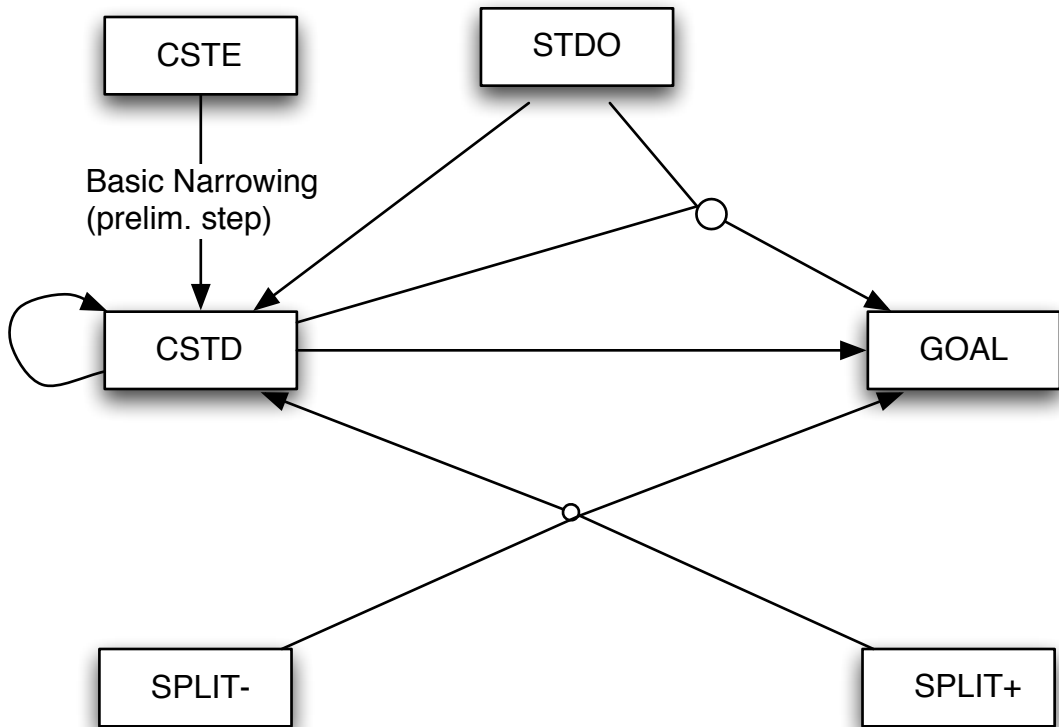 CSTE
STDO
Basic Narrowing
(prelim. step)
CSTD
GOAL
SPLIT-
SPLIT+